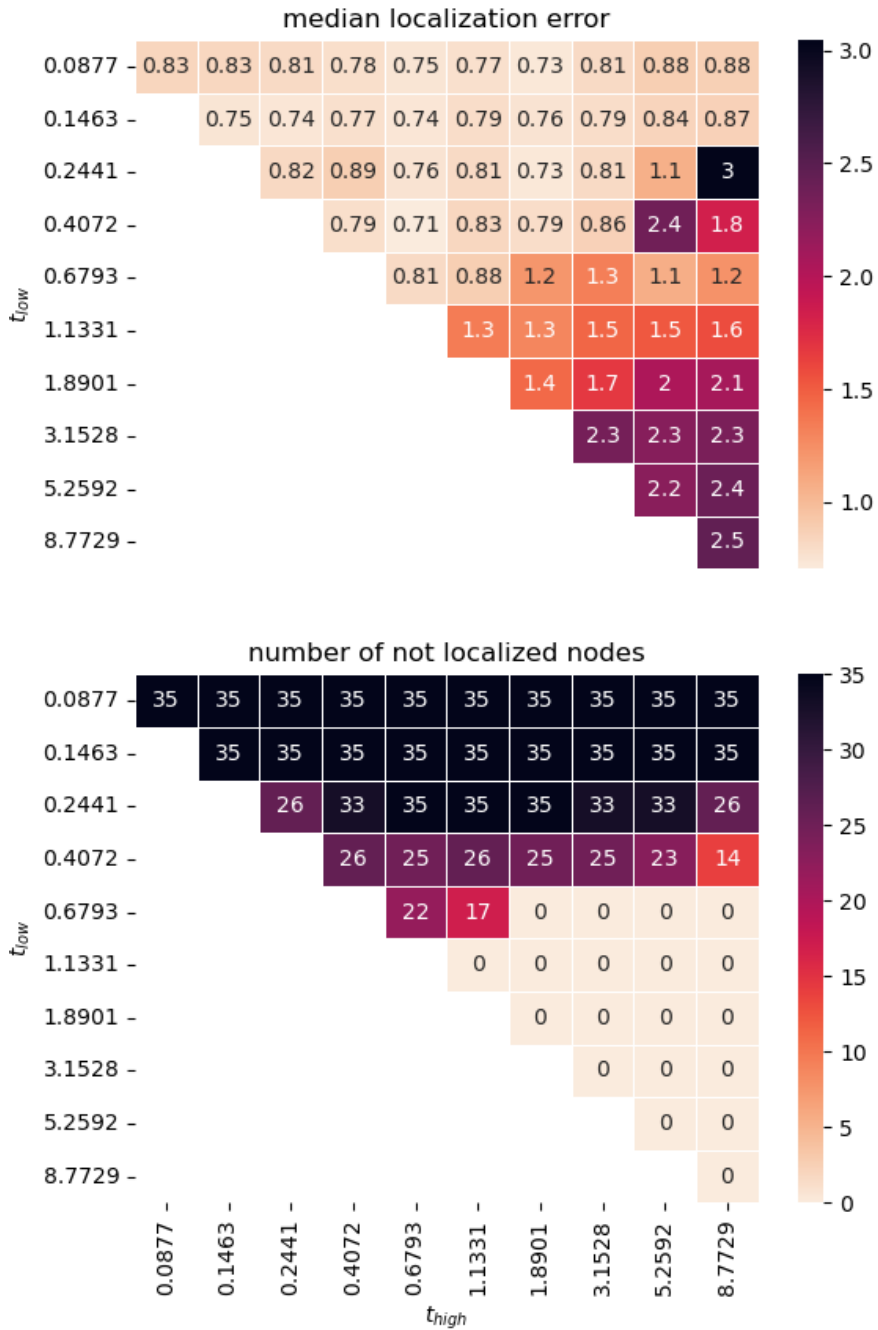 median localization error
0.0877 0.83 0.83 0.81 0.78 0.75 0.77 0.73 0.81 0.88 0.88
0.1463 0.75 0.74 0.77 0.74 0.79 0.76 0.79 0.84 0.87
0.2441 0.82 0.89 0.76 0.81 0.73 0.81 1.1 3
0.4072 0.79 0.71 0.83 0.79 0.86 2.4 1.8
0.6793 0.81 0.88 1.2 1.3 1.1 1.2
1.1331 1.3 1.3 1.5 1.5 1.6
1.8901 1.4 1.7 2 2.1
3.1528 2.3 2.3 2.3
5.2592 2.2 2.4
8.7729 2.5
t_low
3.0
2.5
2.0
1.5
1.0
number of not localized nodes
0.0877 35 35 35 35 35 35 35 35 35 35
0.1463 35 35 35 35 35 35 35 35 35
0.2441 26 33 35 35 35 33 33 26
0.4072 26 25 26 25 25 23 14
0.6793 22 17 0 0 0 0
1.1331 0 0 0 0 0
1.8901 0 0 0 0
3.1528 0 0 0
5.2592 0 0
8.7729 0
t_low
0.0877 0.1463 0.2441 0.4072 0.6793 1.1331 1.8901 3.1528 5.2592 8.7729
t_high
35
30
25
20
15
10
5
0